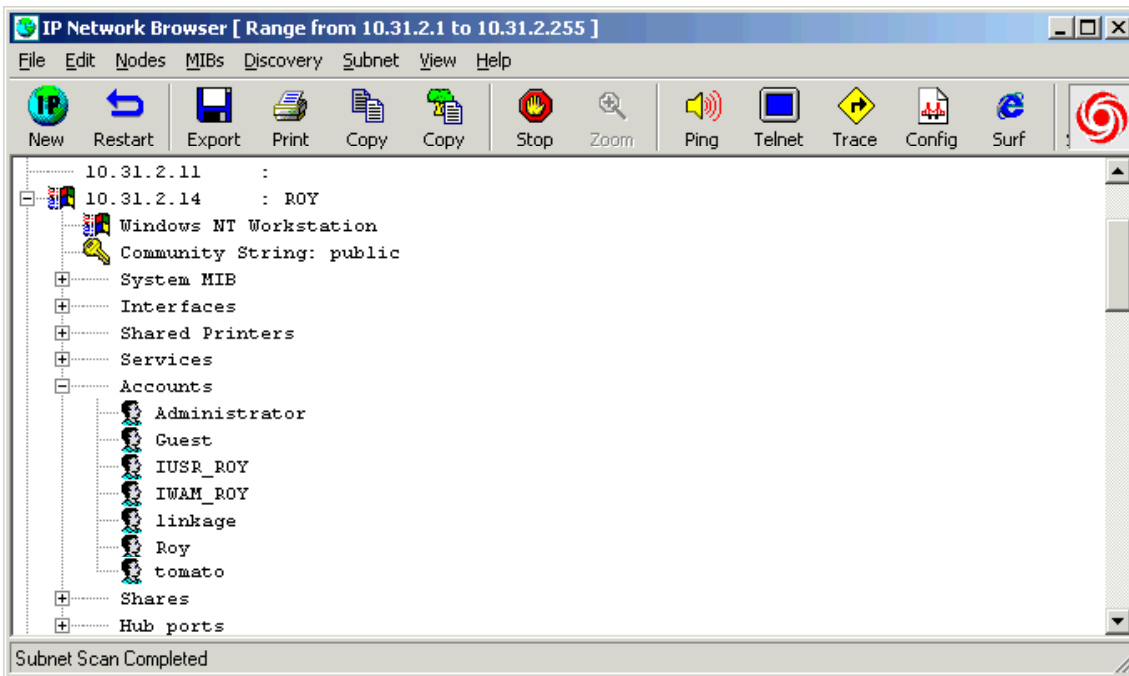 IP Network Browser [ Range from 10.31.2.1 to 10.31.2.255 ]
File Edit Nodes MIBs Discovery Subnet View Help
IP
New Restart Export Print Copy Copy Stop Zoom Ping Telnet Trace Config Surf
10.31.2.11 :
10.31.2.14 : ROY
Windows NT Workstation
Community String: public
System MIB
Interfaces
Shared Printers
Services
Accounts
Administrator
Guest
IUSR_ROY
IWAM_ROY
linkage
Roy
tomato
Shares
Hub ports
Subnet Scan Completed